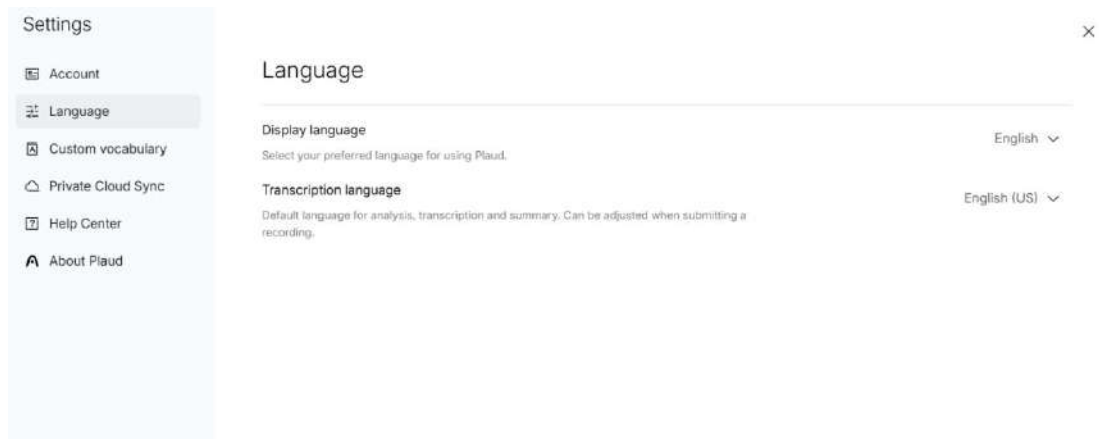 Settings
Account
Language
Custom vocabulary
Private Cloud Sync
Help Center
About Plaud
Language
Display language
English
Select your preferred language for using Plaud.
Transcription language
English (US)
Default language for analysis, transcription and summary. Can be adjusted when submitting a
recording.